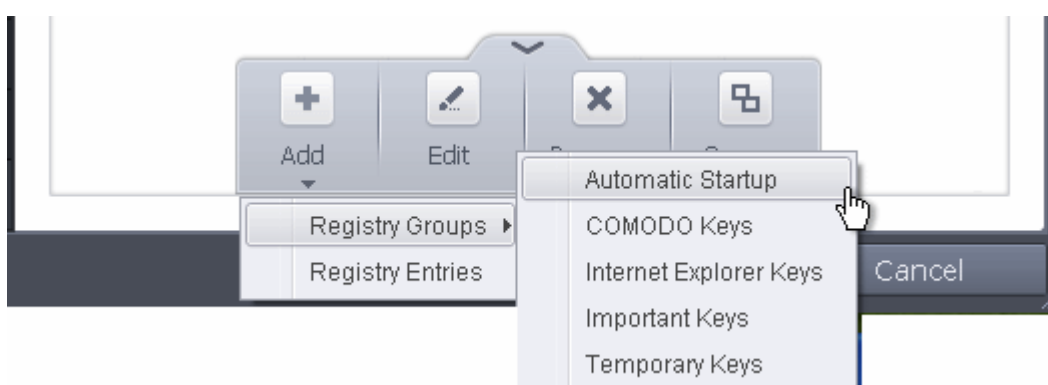 Add
Edit
Automatic Startup
Registry Groups
COMODO Keys
Registry Entries
Internet Explorer Keys
Cancel
Important Keys
Temporary Keys